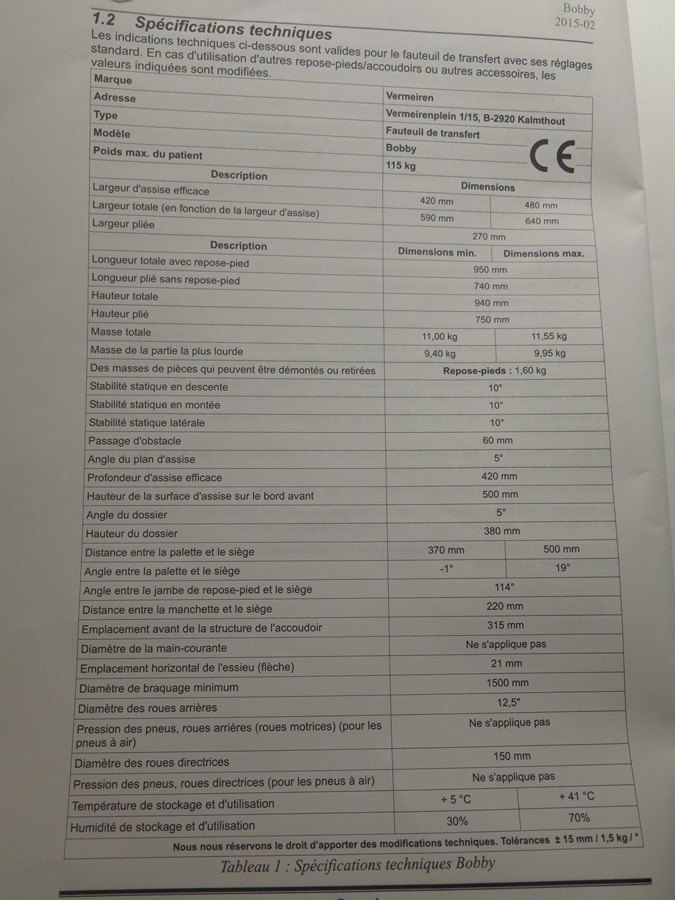 Bobby
2015-02
1.2 Spécifications techniques
Les indications techniques ci-dessous sont valides pour le fauteuil de transfert avec ses réglages
standard. En cas d'utilisation d'autres repose-pieds/accoudoirs ou autres accessoires, les
valeurs indiquées sont modifiées.
Marque Vermeiren
Adresse Vermeirenplein 1/15, B-2920 Kalmthout
Type Fauteuil de transfert
Modèle Bobby
Poids max. du patient 115 kg
CE
Description Dimensions
Largeur d'assise efficace 420 mm 480 mm
Largeur totale (en fonction de la largeur d'assise) 590 mm 640 mm
Largeur pliée 270 mm
Description Dimensions min. Dimensions max.
Longueur totale avec repose-pied 950 mm
Longueur plié sans repose-pied 740 mm
Hauteur totale 940 mm
Hauteur plié 750 mm
Masse totale 11,00 kg 11,55 kg
Masse de la partie la plus lourde 9,40 kg 9,95 kg
Des masses de pièces qui peuvent être démontés ou retirées Repose-pieds : 1,60 kg
Stabilité statique en descente 10°
Stabilité statique en montée 10°
Stabilité statique latérale 10°
Passage d'obstacle 60 mm
Angle du plan d'assise 5°
Profondeur d'assise efficace 420 mm
Hauteur de la surface d'assise sur le bord avant 500 mm
Angle du dossier 5°
Hauteur du dossier 380 mm
Distance entre la palette et le siège 370 mm 500 mm
Angle entre la palette et le siège -1° 19°
Angle entre le jambe de repose-pied et le siège 114°
Distance entre la manchette et le siège 220 mm
Emplacement avant de la structure de l'accoudoir 315 mm
Diamètre de la main-courante Ne s'applique pas
Emplacement horizontal de l'essieu (flèche) 21 mm
Diamètre de braquage minimum 1500 mm
Diamètre des roues arrières 12,5"
Pression des pneus, roues arrières (roues motrices) (pour les Ne s'applique pas
pneus à air)
Diamètre des roues directrices 150 mm
Pression des pneus, roues directrices (pour les pneus à air) Ne s'applique pas
Température de stockage et d'utilisation + 5 °C + 41 °C
Humidité de stockage et d'utilisation 30% 70%
Nous nous réservons le droit d'apporter des modifications techniques. Tolérances ± 15 mm / 1,5 kg / °
Tableau 1 : Spécifications techniques Bobby